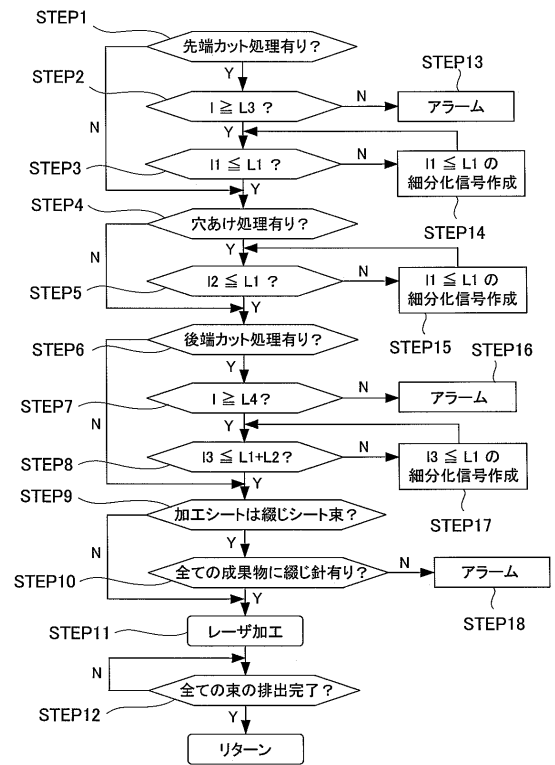 STEP1
先端カット処理有り？
Y
N
STEP2
l ≧ L3 ？
N
STEP13
アラーム
Y
STEP3
l1 ≦ L1 ？
N
l1 ≦ L1 の
細分化信号作成
STEP14
Y
STEP4
穴あけ処理有り？
Y
N
STEP5
l2 ≦ L1 ？
N
l1 ≦ L1 の
細分化信号作成
STEP15
Y
STEP6
後端カット処理有り？
Y
N
STEP7
l ≧ L4？
N
STEP16
アラーム
Y
STEP8
l3 ≦ L1+L2？
N
l3 ≦ L1 の
細分化信号作成
STEP17
Y
STEP9
加工シートは綴じシート束？
Y
N
STEP10
全ての成果物に綴じ針有り？
N
アラーム
STEP18
Y
STEP11
レーザ加工
N
STEP12
全ての束の排出完了？
Y
リターン